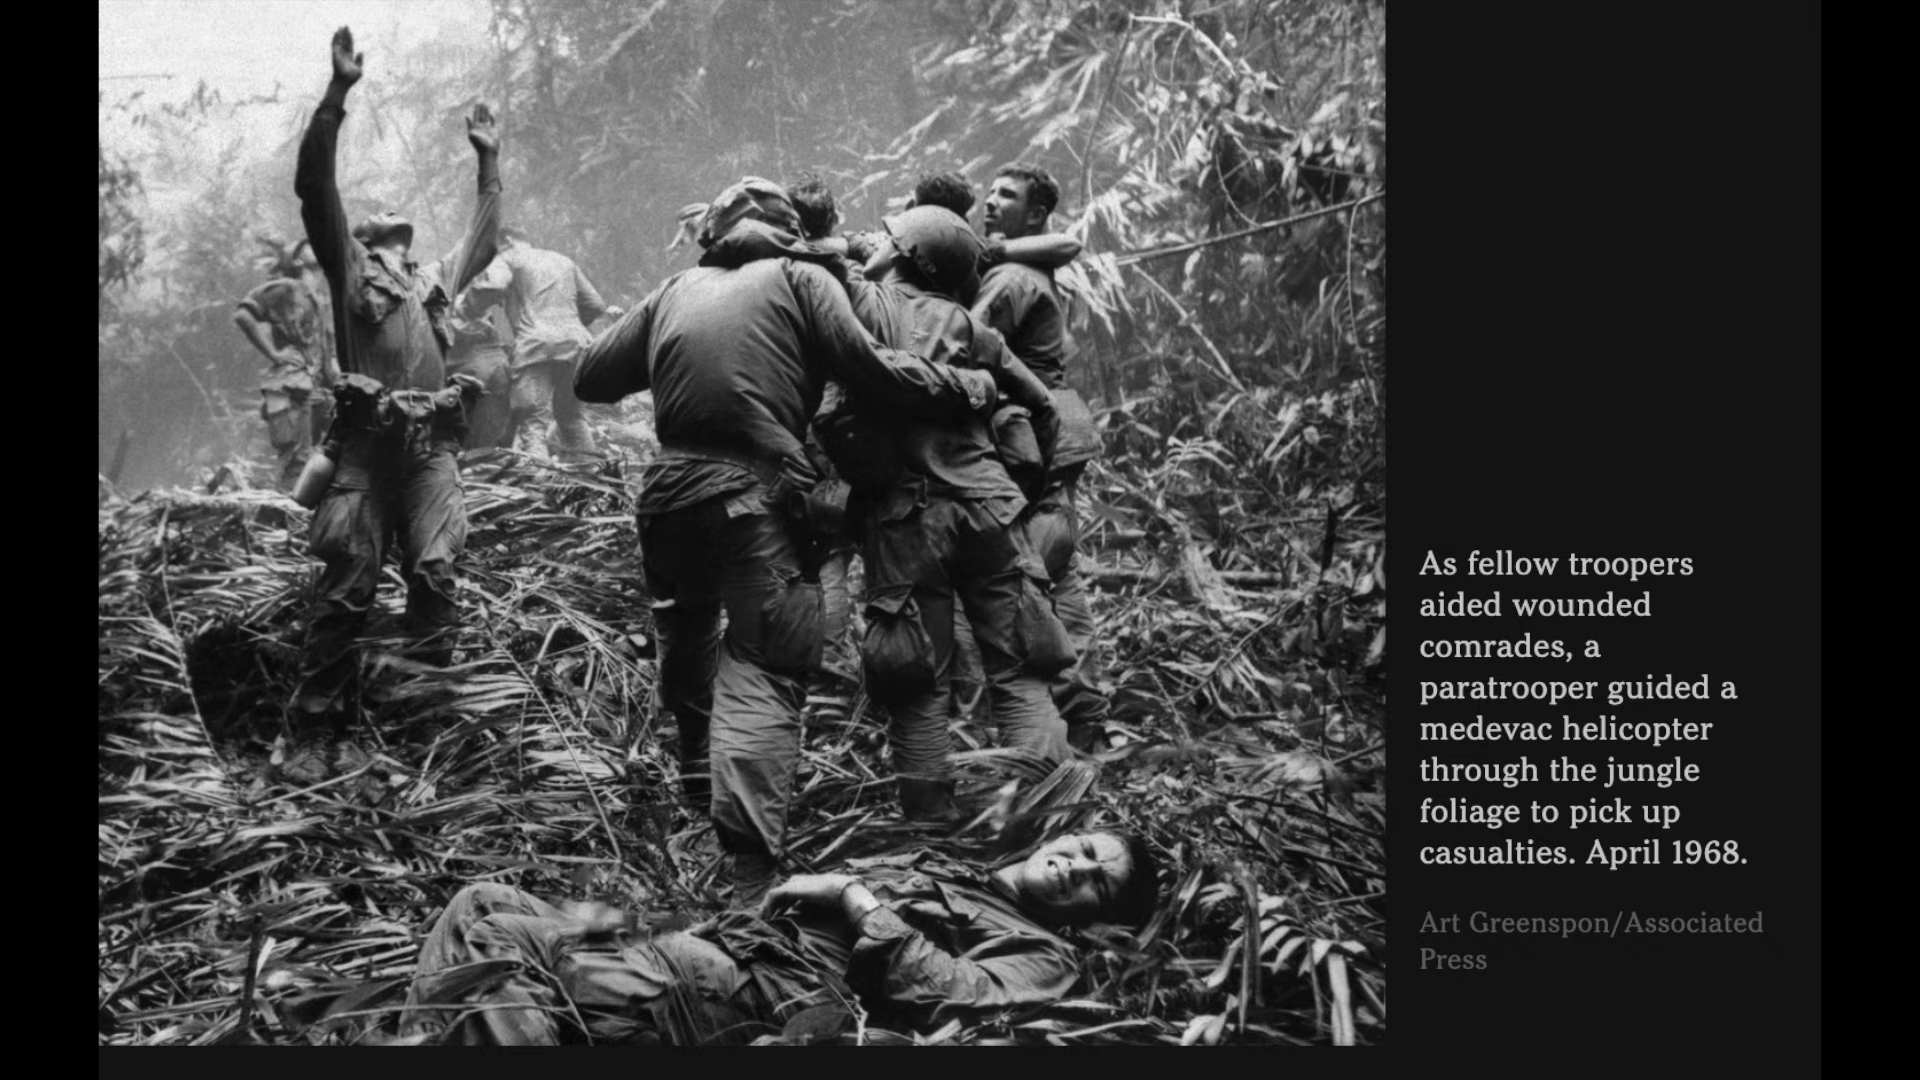 As fellow troopers
aided wounded
comrades, a
paratrooper guided a
medevac helicopter
through the jungle
foliage to pick up
casualties. April 1968.
Art Greenspon/Associated
Press